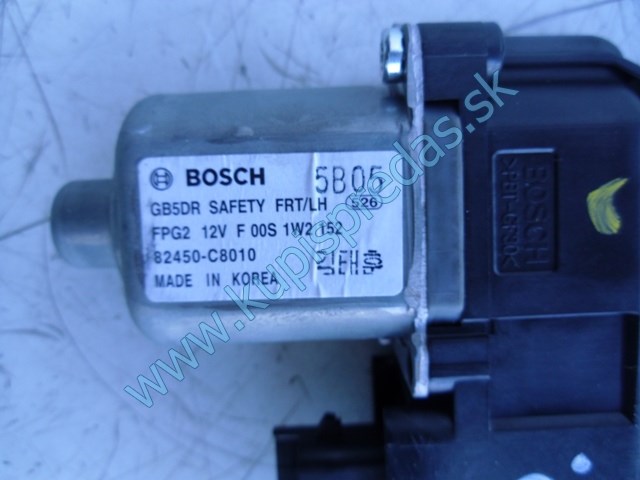 BOSCH 5B05
GB5DR SAFETY FRT/LH 526
FPG2 12V F 00S 1W2 152
82450-C8010
MADE IN KOREA
BOSCH
www.kupispredas.sk